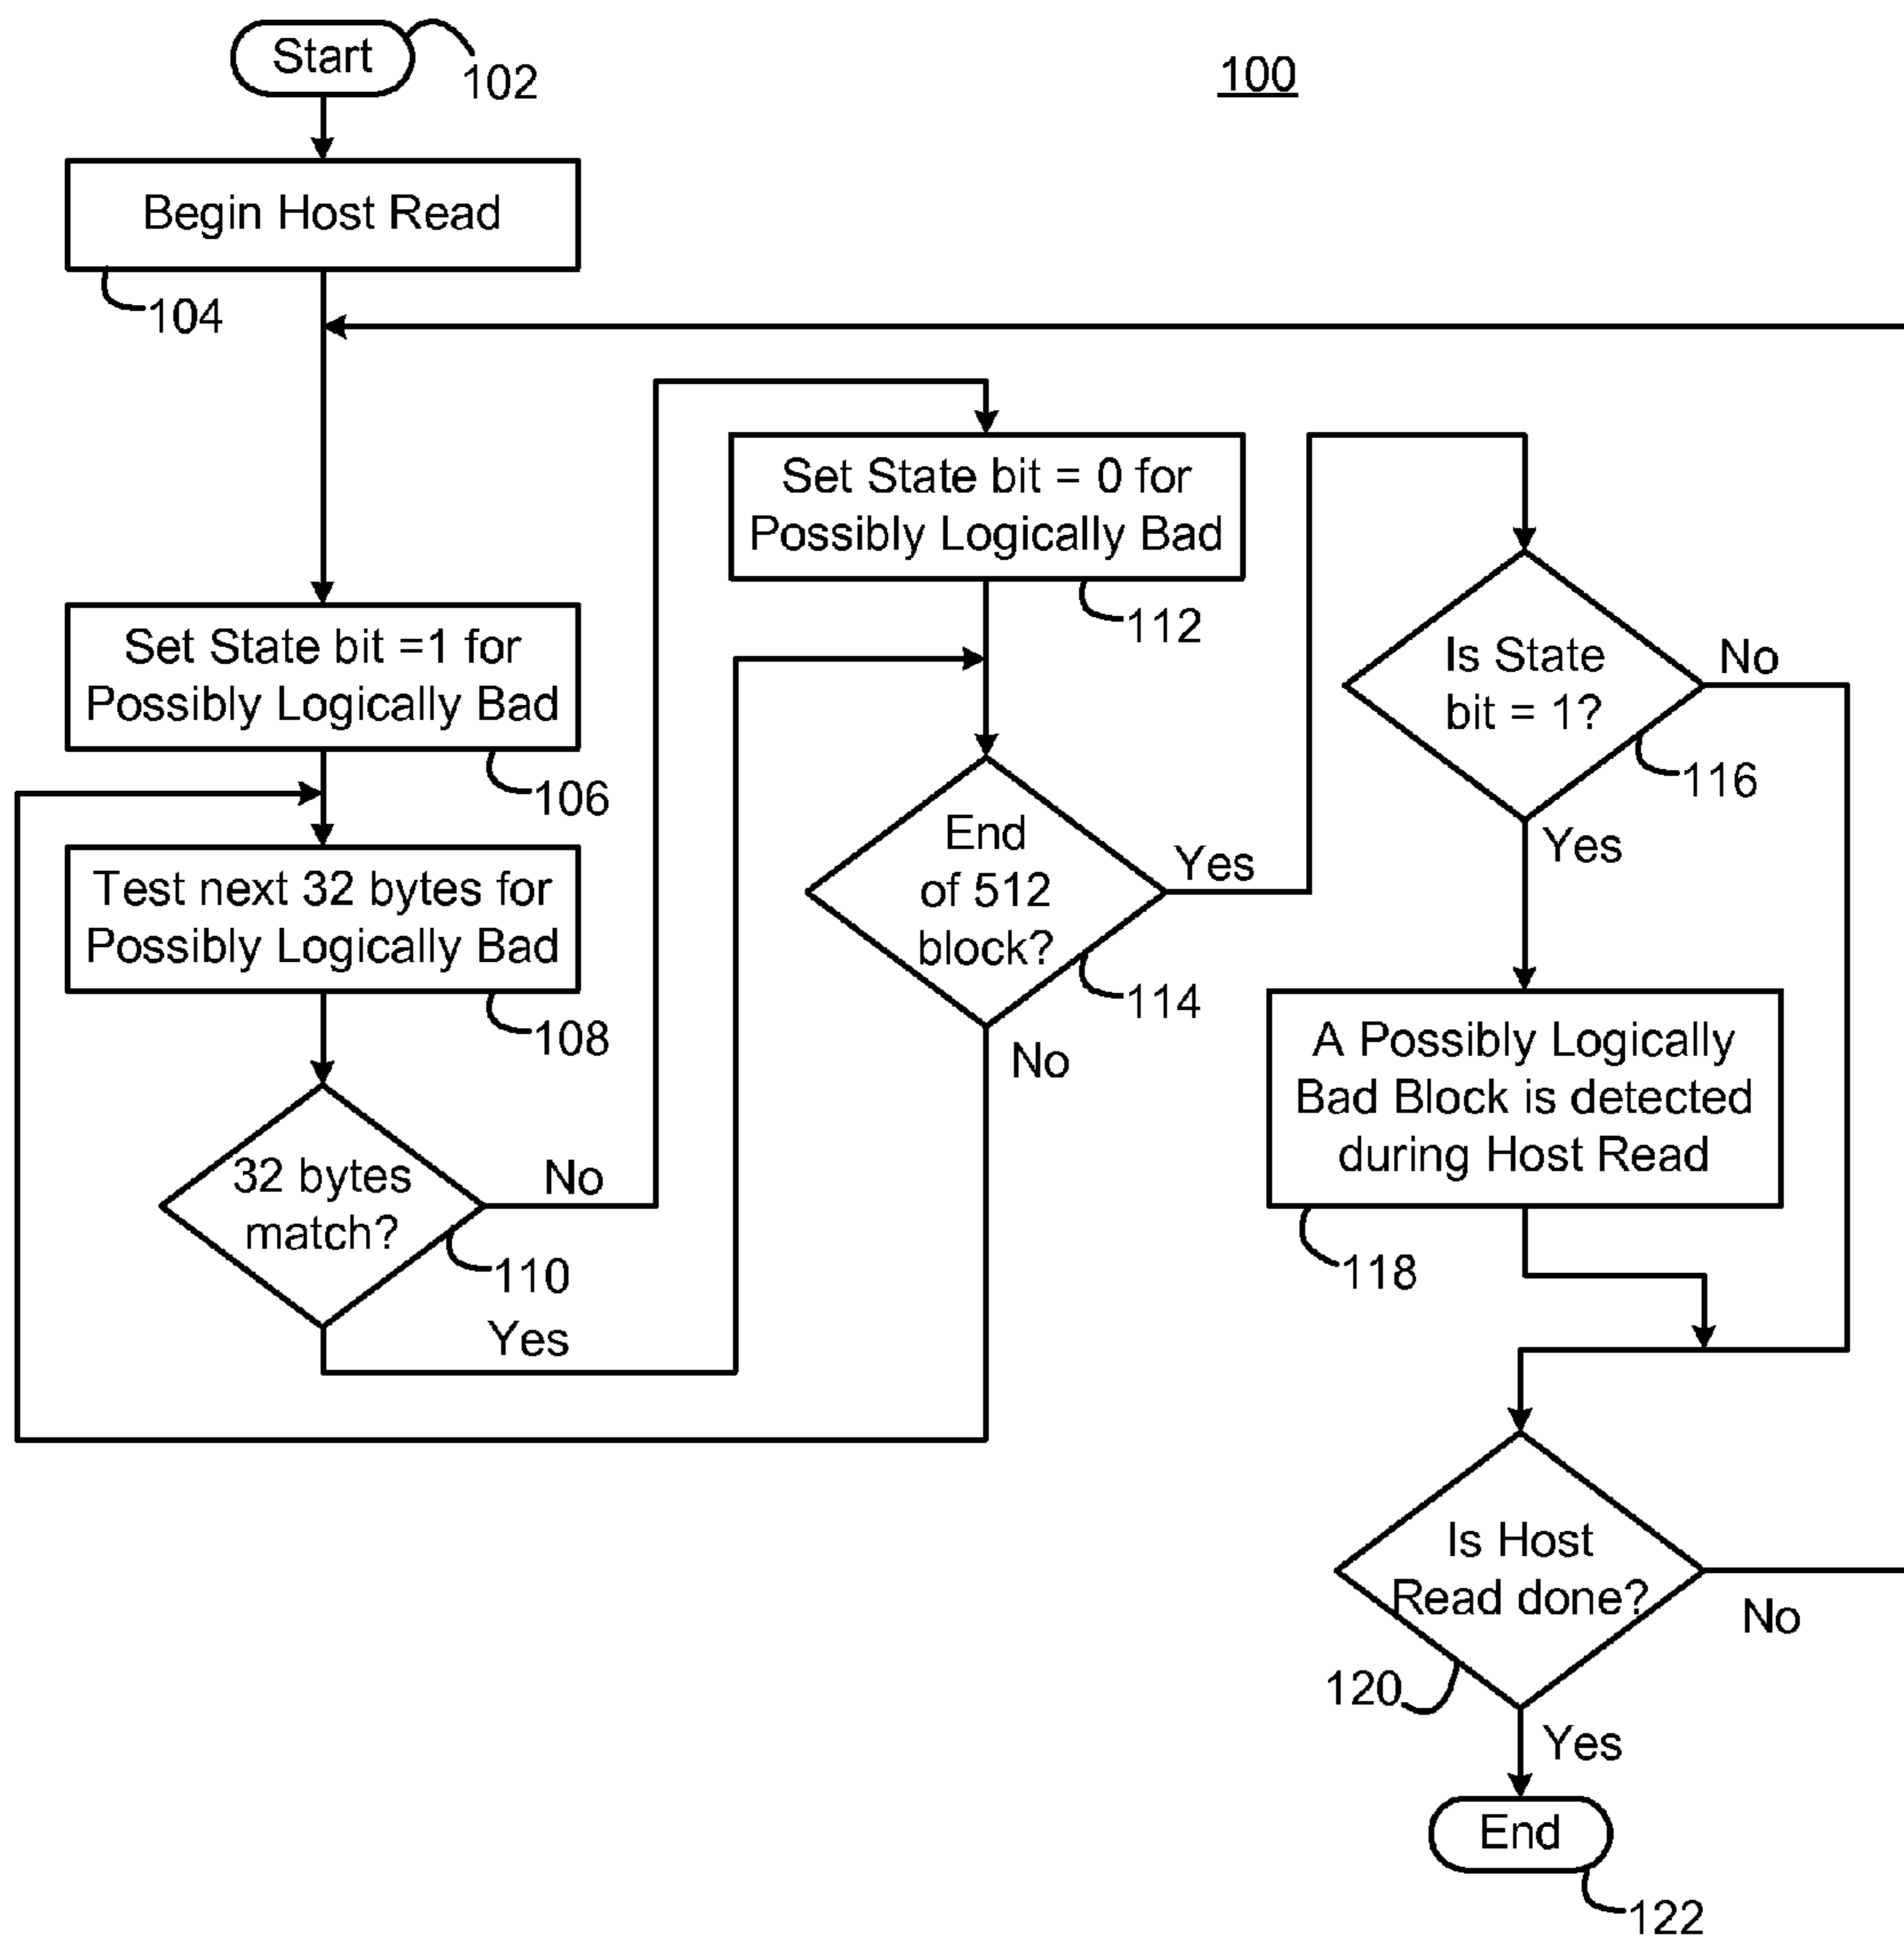 Start
102
100
Begin Host Read
104
Set State bit =1 for
Possibly Logically Bad
106
Test next 32 bytes for
Possibly Logically Bad
108
32 bytes
match?
No
110
Yes
Set State bit = 0 for
Possibly Logically Bad
112
End
of 512
block?
Yes
114
No
Is State
bit = 1?
No
116
Yes
A Possibly Logically
Bad Block is detected
during Host Read
118
Is Host
Read done?
No
120
Yes
End
122